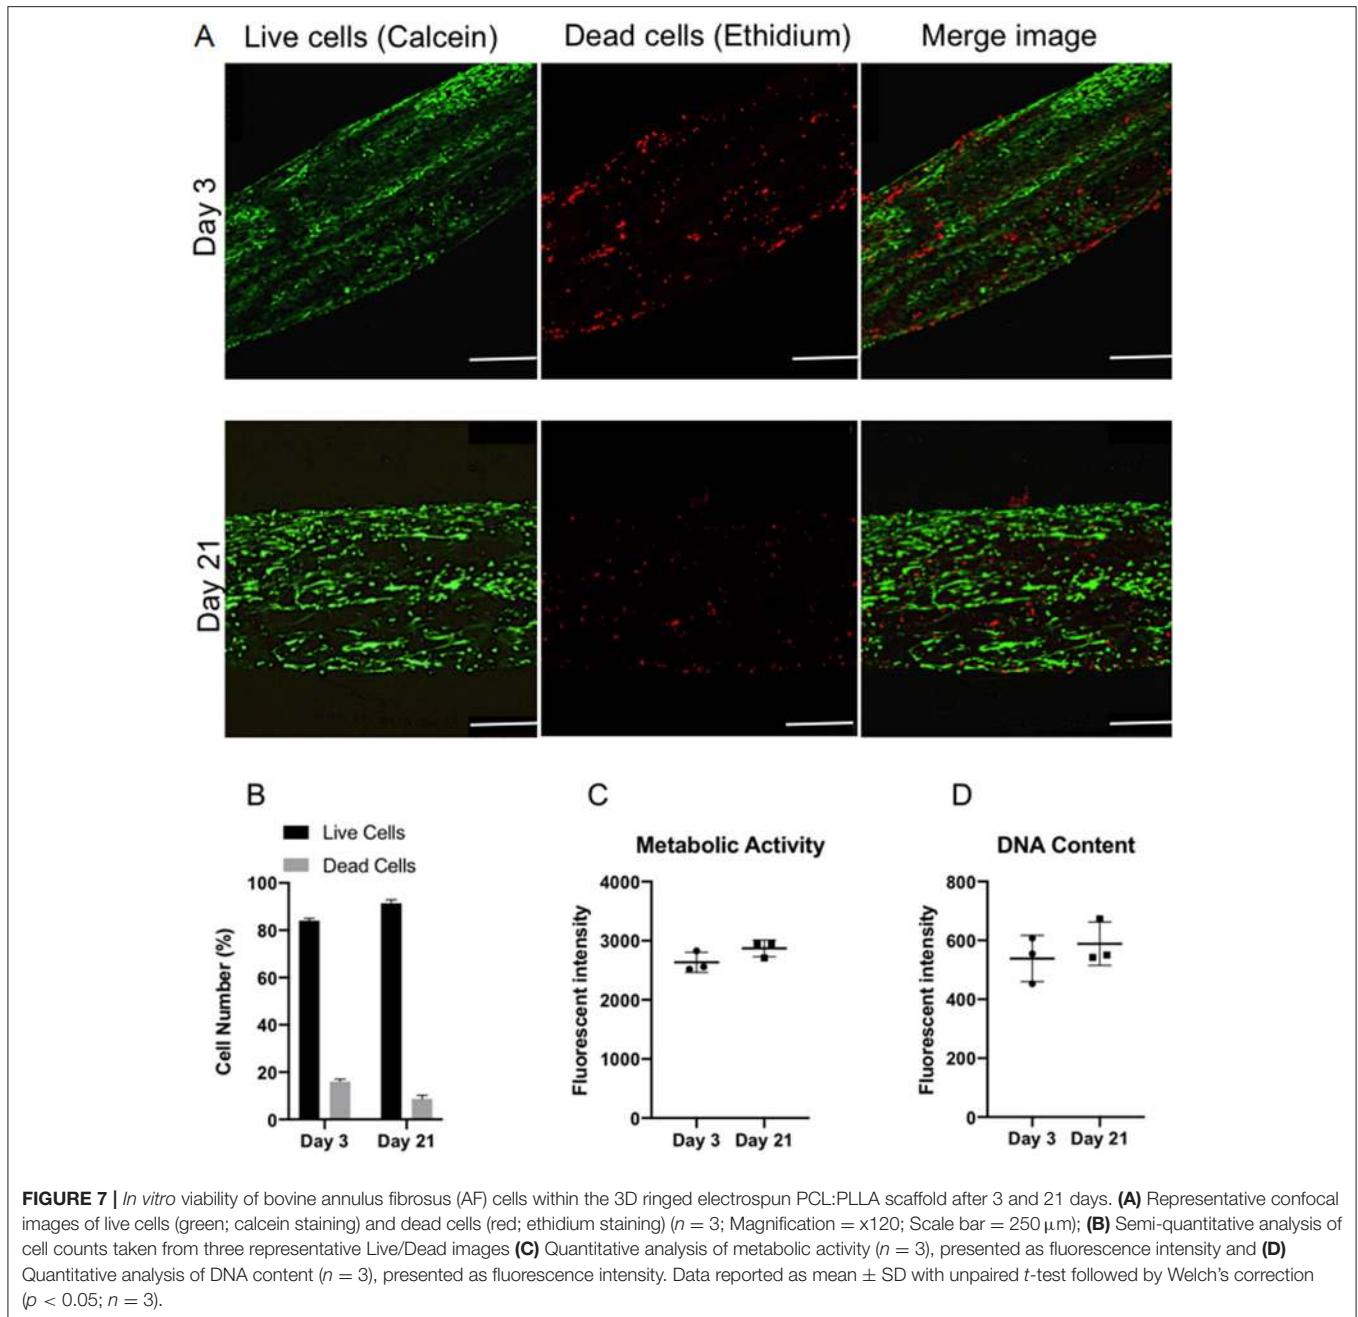 A
Live cells (Calcein)
Dead cells (Ethidium)
Merge image
Day 3
Day 21
B
Live Cells
Dead Cells
Cell Number (%)
100
80
60
40
20
0
Day 3
Day 21
C
Metabolic Activity
Fluorescent intensity
4000
3000
2000
1000
0
Day 3
Day 21
D
DNA Content
Fluorescent intensity
800
600
400
200
0
Day 3
Day 21
FIGURE 7 | In vitro viability of bovine annulus fibrosus (AF) cells within the 3D ringed electrospun PCL:PLLA scaffold after 3 and 21 days. (A) Representative confocal
images of live cells (green; calcein staining) and dead cells (red; ethidium staining) (n = 3; Magnification = x120; Scale bar = 250 μm); (B) Semi-quantitative analysis of
cell counts taken from three representative Live/Dead images (C) Quantitative analysis of metabolic activity (n = 3), presented as fluorescence intensity and (D)
Quantitative analysis of DNA content (n = 3), presented as fluorescence intensity. Data reported as mean ± SD with unpaired t-test followed by Welch's correction
(p < 0.05; n = 3).